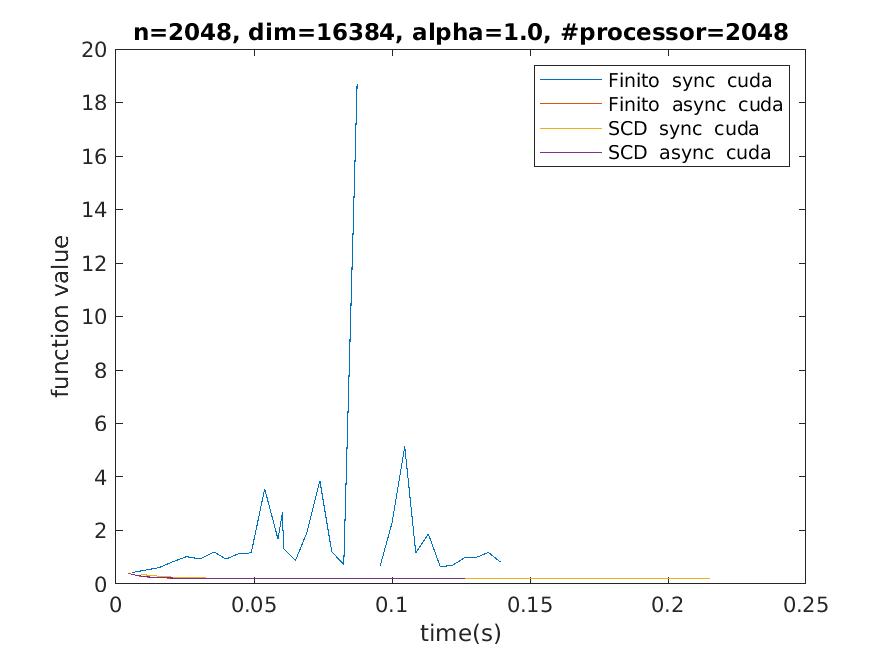 n=2048, dim=16384, alpha=1.0, #processor=2048
20
18
16
14
12
10
8
6
4
2
0
function value
Finito sync cuda
Finito async cuda
SCD sync cuda
SCD async cuda
0 0.05 0.1 0.15 0.2 0.25
time(s)